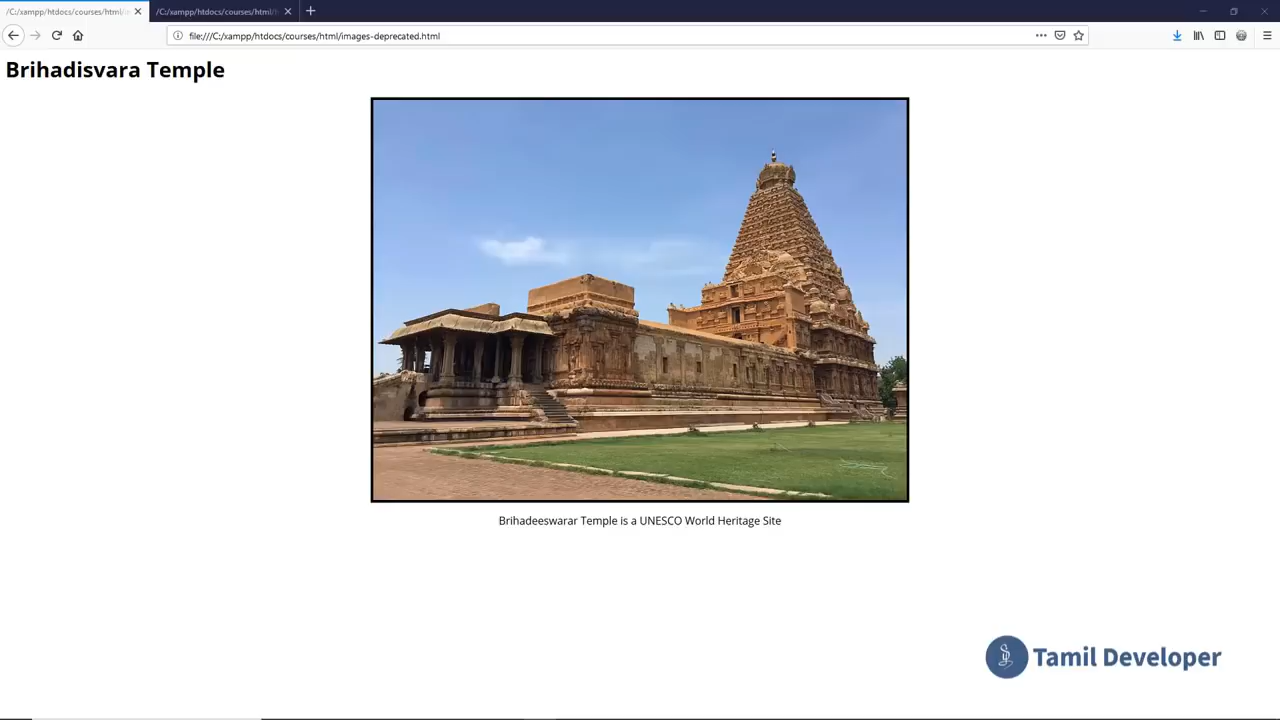 /C:/xampp/htdocs/courses/html/i
/C:/xampp/htdocs/courses/html/
file:///C:/xampp/htdocs/courses/html/images-deprecated.html
Brihadisvara Temple
Brihadeeswarar Temple is a UNESCO World Heritage Site
Tamil Developer